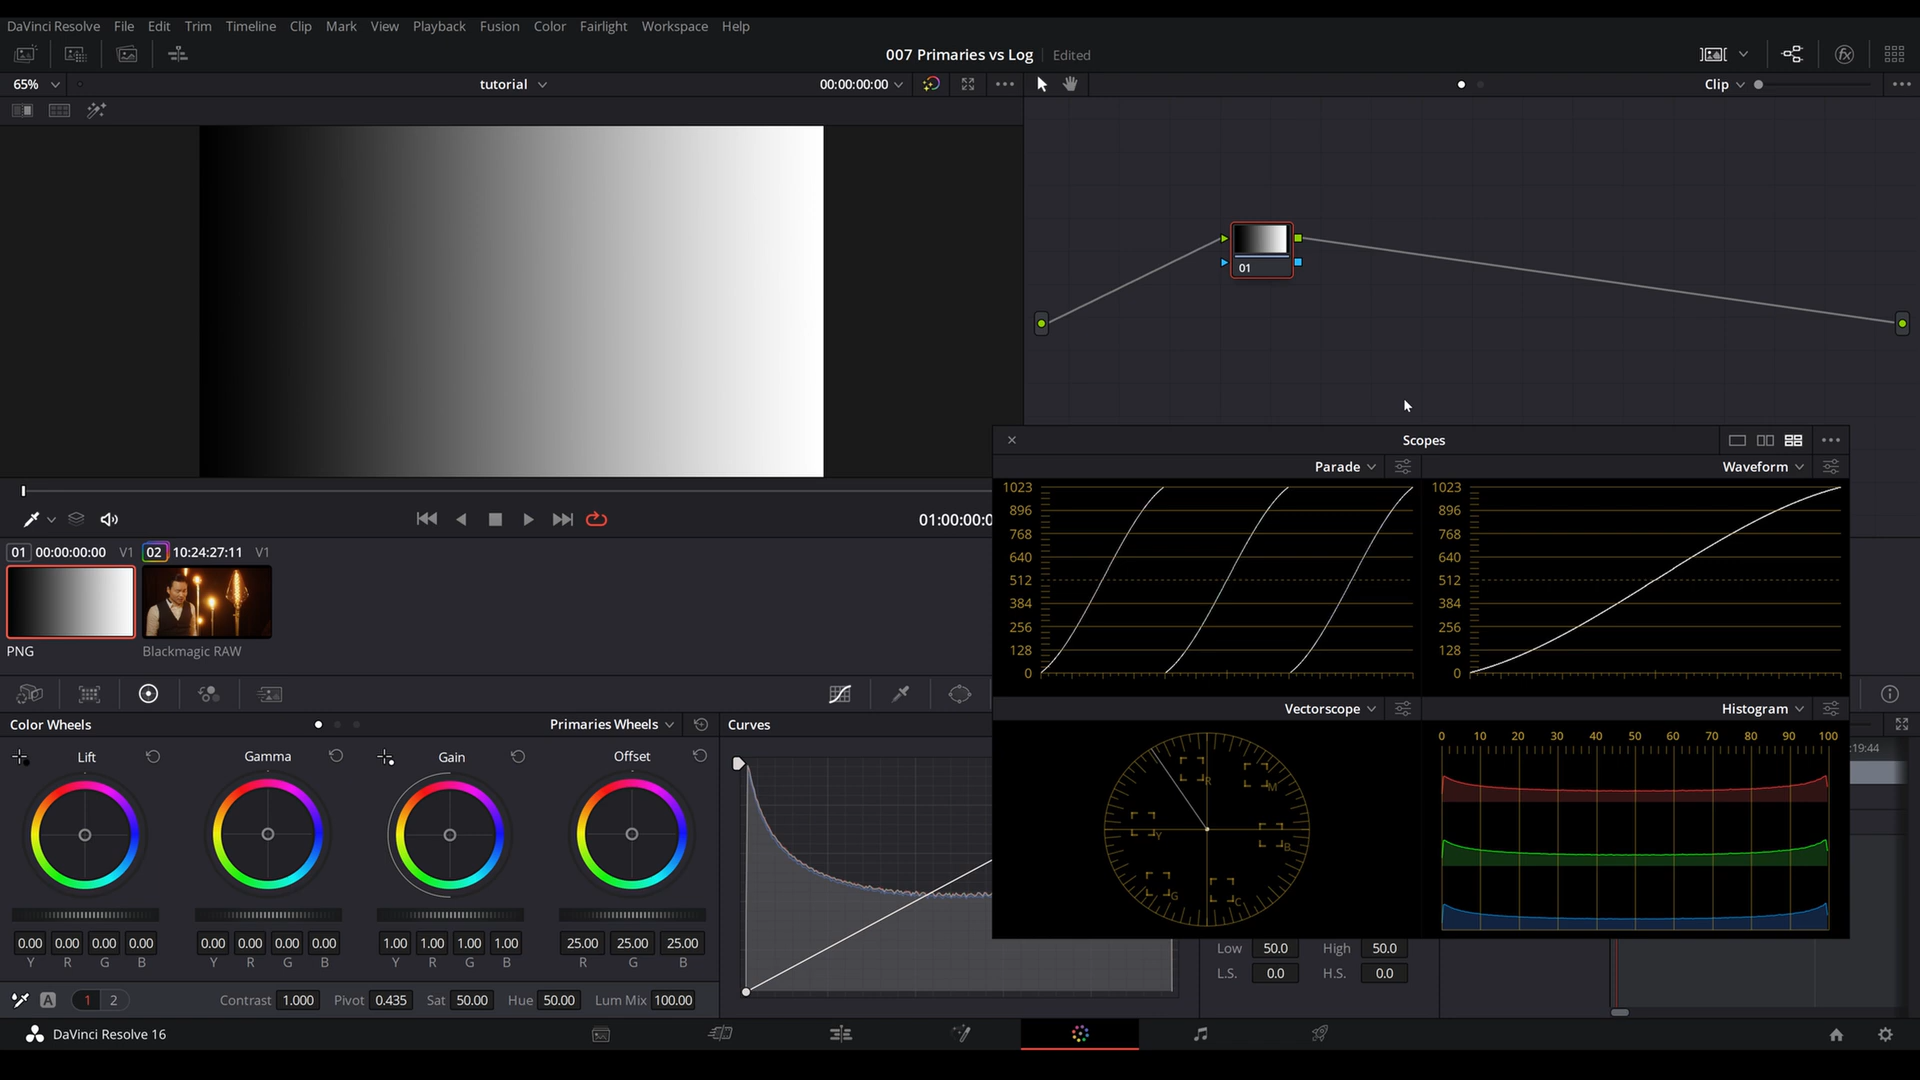 DaVinci Resolve File Edit Trim Timeline Clip Mark View Playback Fusion Color Fairlight Workspace Help
007 Primaries vs Log Edited
65% tutorial 00:00:00:00 Clip
01
Scopes
Parade Waveform
1023 1023
896 896
768 768
640 640
512 512
384 384
256 256
128 128
0 0
01:00:00:0
01 00:00:00:00 V1 02 10:24:27:11 V1
PNG Blackmagic RAW
Vectorscope Histogram
R M B C G Y
0 10 20 30 40 50 60 70 80 90 100
:19:44
Color Wheels Primaries Wheels Curves
Lift Gamma Gain Offset
0.00 0.00 0.00 0.00 0.00 0.00 0.00 0.00 1.00 1.00 1.00 1.00 25.00 25.00 25.00
Y R G B Y R G B Y R G B R G B
Low 50.0 High 50.0
L.S. 0.0 H.S. 0.0
A 1 2 Contrast 1.000 Pivot 0.435 Sat 50.00 Hue 50.00 Lum Mix 100.00
DaVinci Resolve 16